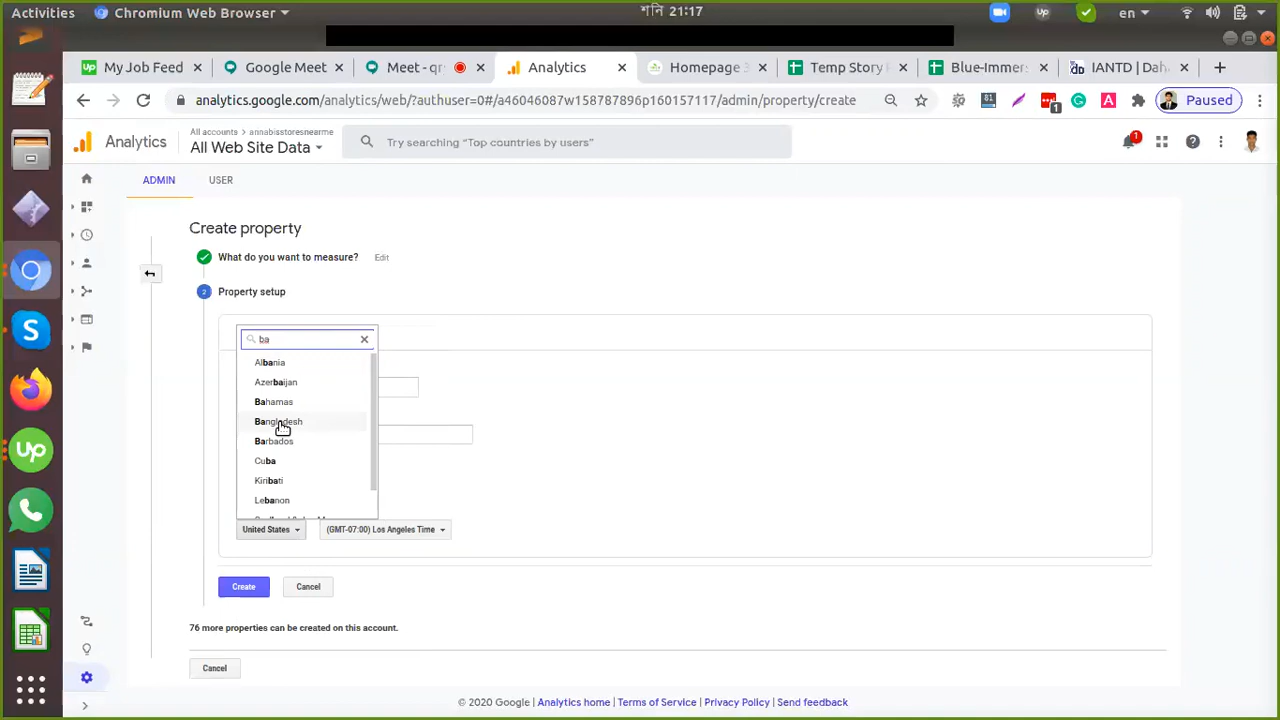 Activities
Chromium Web Browser
শনি 21:17
en
My Job Feed
Google Meet
Meet - qr
Analytics
Homepage
Temp Story
Blue-Immers
IANTD | Dah
analytics.google.com/analytics/web/?authuser=0#/a46046087w158787896p160157117/admin/property/create
Paused
Analytics
All accounts > annabisstoresnearme
All Web Site Data
Try searching “Top countries by users”
1
ADMIN
USER
Create property
What do you want to measure?
Edit
2
Property setup
ba
Albania
Azerbaijan
Bahamas
Bangladesh
Barbados
Cuba
Kiribati
Lebanon
United States
(GMT-07:00) Los Angeles Time
Create
Cancel
76 more properties can be created on this account.
Cancel
© 2020 Google | Analytics home | Terms of Service | Privacy Policy | Send feedback